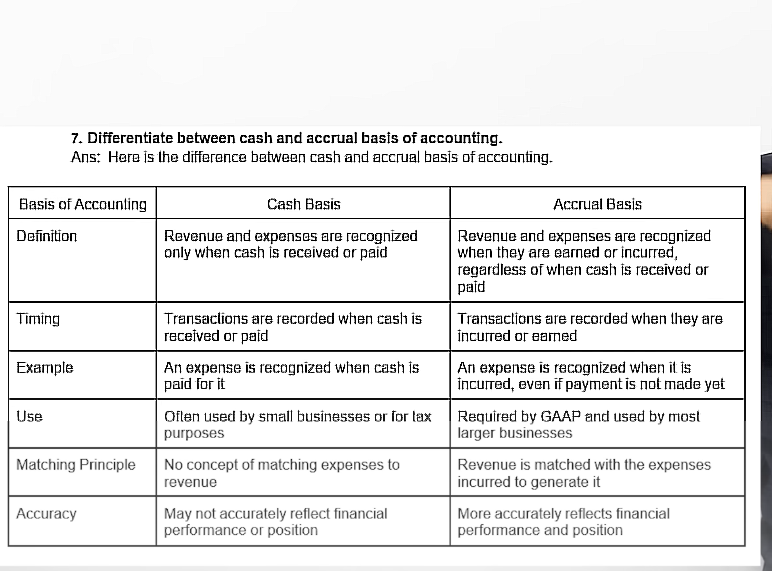 7. Differentiate between cash and accrual basis of accounting.
Ans: Here is the difference between cash and accrual basis of accounting.
Basis of Accounting
Cash Basis
Accrual Basis
Definition
Revenue and expenses are recognized
only when cash is received or paid
Revenue and expenses are recognized
when they are earned or incurred,
regardless of when cash is received or
paid
Timing
Transactions are recorded when cash is
received or paid
Transactions are recorded when they are
incurred or earned
Example
An expense is recognized when cash is
paid for it
An expense is recognized when it is
incurred, even if payment is not made yet
Use
Often used by small businesses or for tax
purposes
Required by GAAP and used by most
larger businesses
Matching Principle
No concept of matching expenses to
revenue
Revenue is matched with the expenses
incurred to generate it
Accuracy
May not accurately reflect financial
performance or position
More accurately reflects financial
performance and position